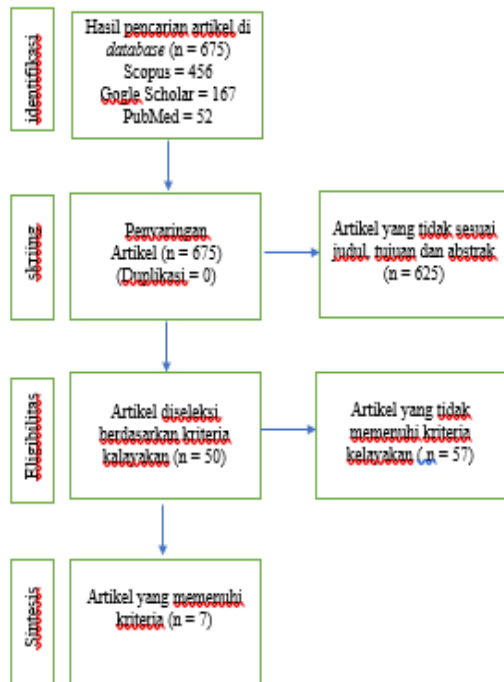 identifikasi
Hasil pencarian artikel di
database (n = 675)
Scopus = 456
Gogle Scholar = 167
PubMed = 52
skriing
Penyaringan
Artikel (n = 675)
(Duplikasi = 0)
Artikel yang tidak sesuai
judul, tujuan dan abstrak
(n = 625)
Eligibilitas
Artikel diseleksi
berdasarkan kriteria
kalayakan (n = 50)
Artikel yang tidak
memenuhi kriteria
kelayakan ( n = 57)
Sintesis
Artikel yang memenuhi
kriteria (n = 7)